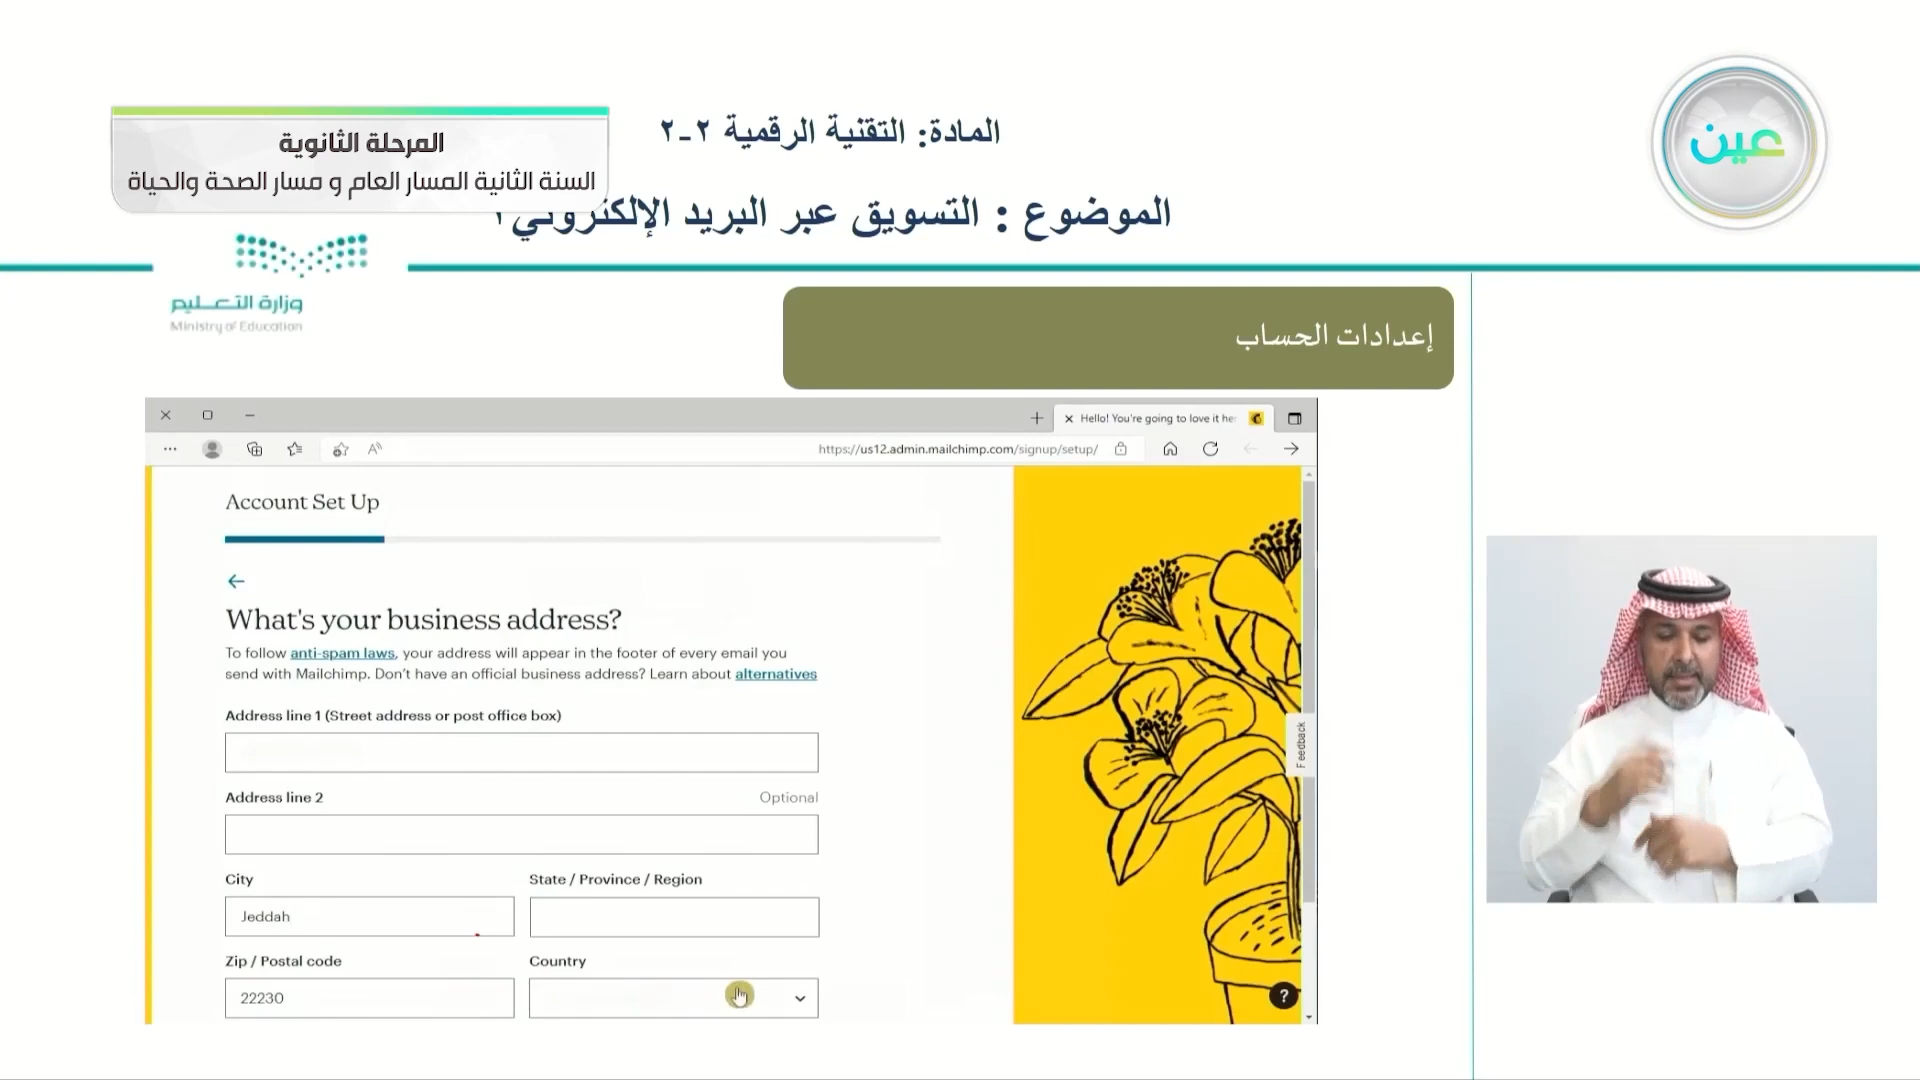 المادة: التقنية الرقمية ٢-٢
المرحلة الثانوية
السنة الثانية المسار العام و مسار الصحة والحياة
الموضوع : التسويق عبر البريد الإلكتروني
عين
وزارة التعليم
Ministry of Education
إعدادات الحساب
Hello! You're going to love it her
https://us12.admin.mailchimp.com/signup/setup/
Account Set Up
What's your business address?
To follow anti-spam laws, your address will appear in the footer of every email you
send with Mailchimp. Don't have an official business address? Learn about alternatives
Address line 1 (Street address or post office box)
Address line 2 Optional
City State / Province / Region
Jeddah
Zip / Postal code Country
22230
Feedback
?